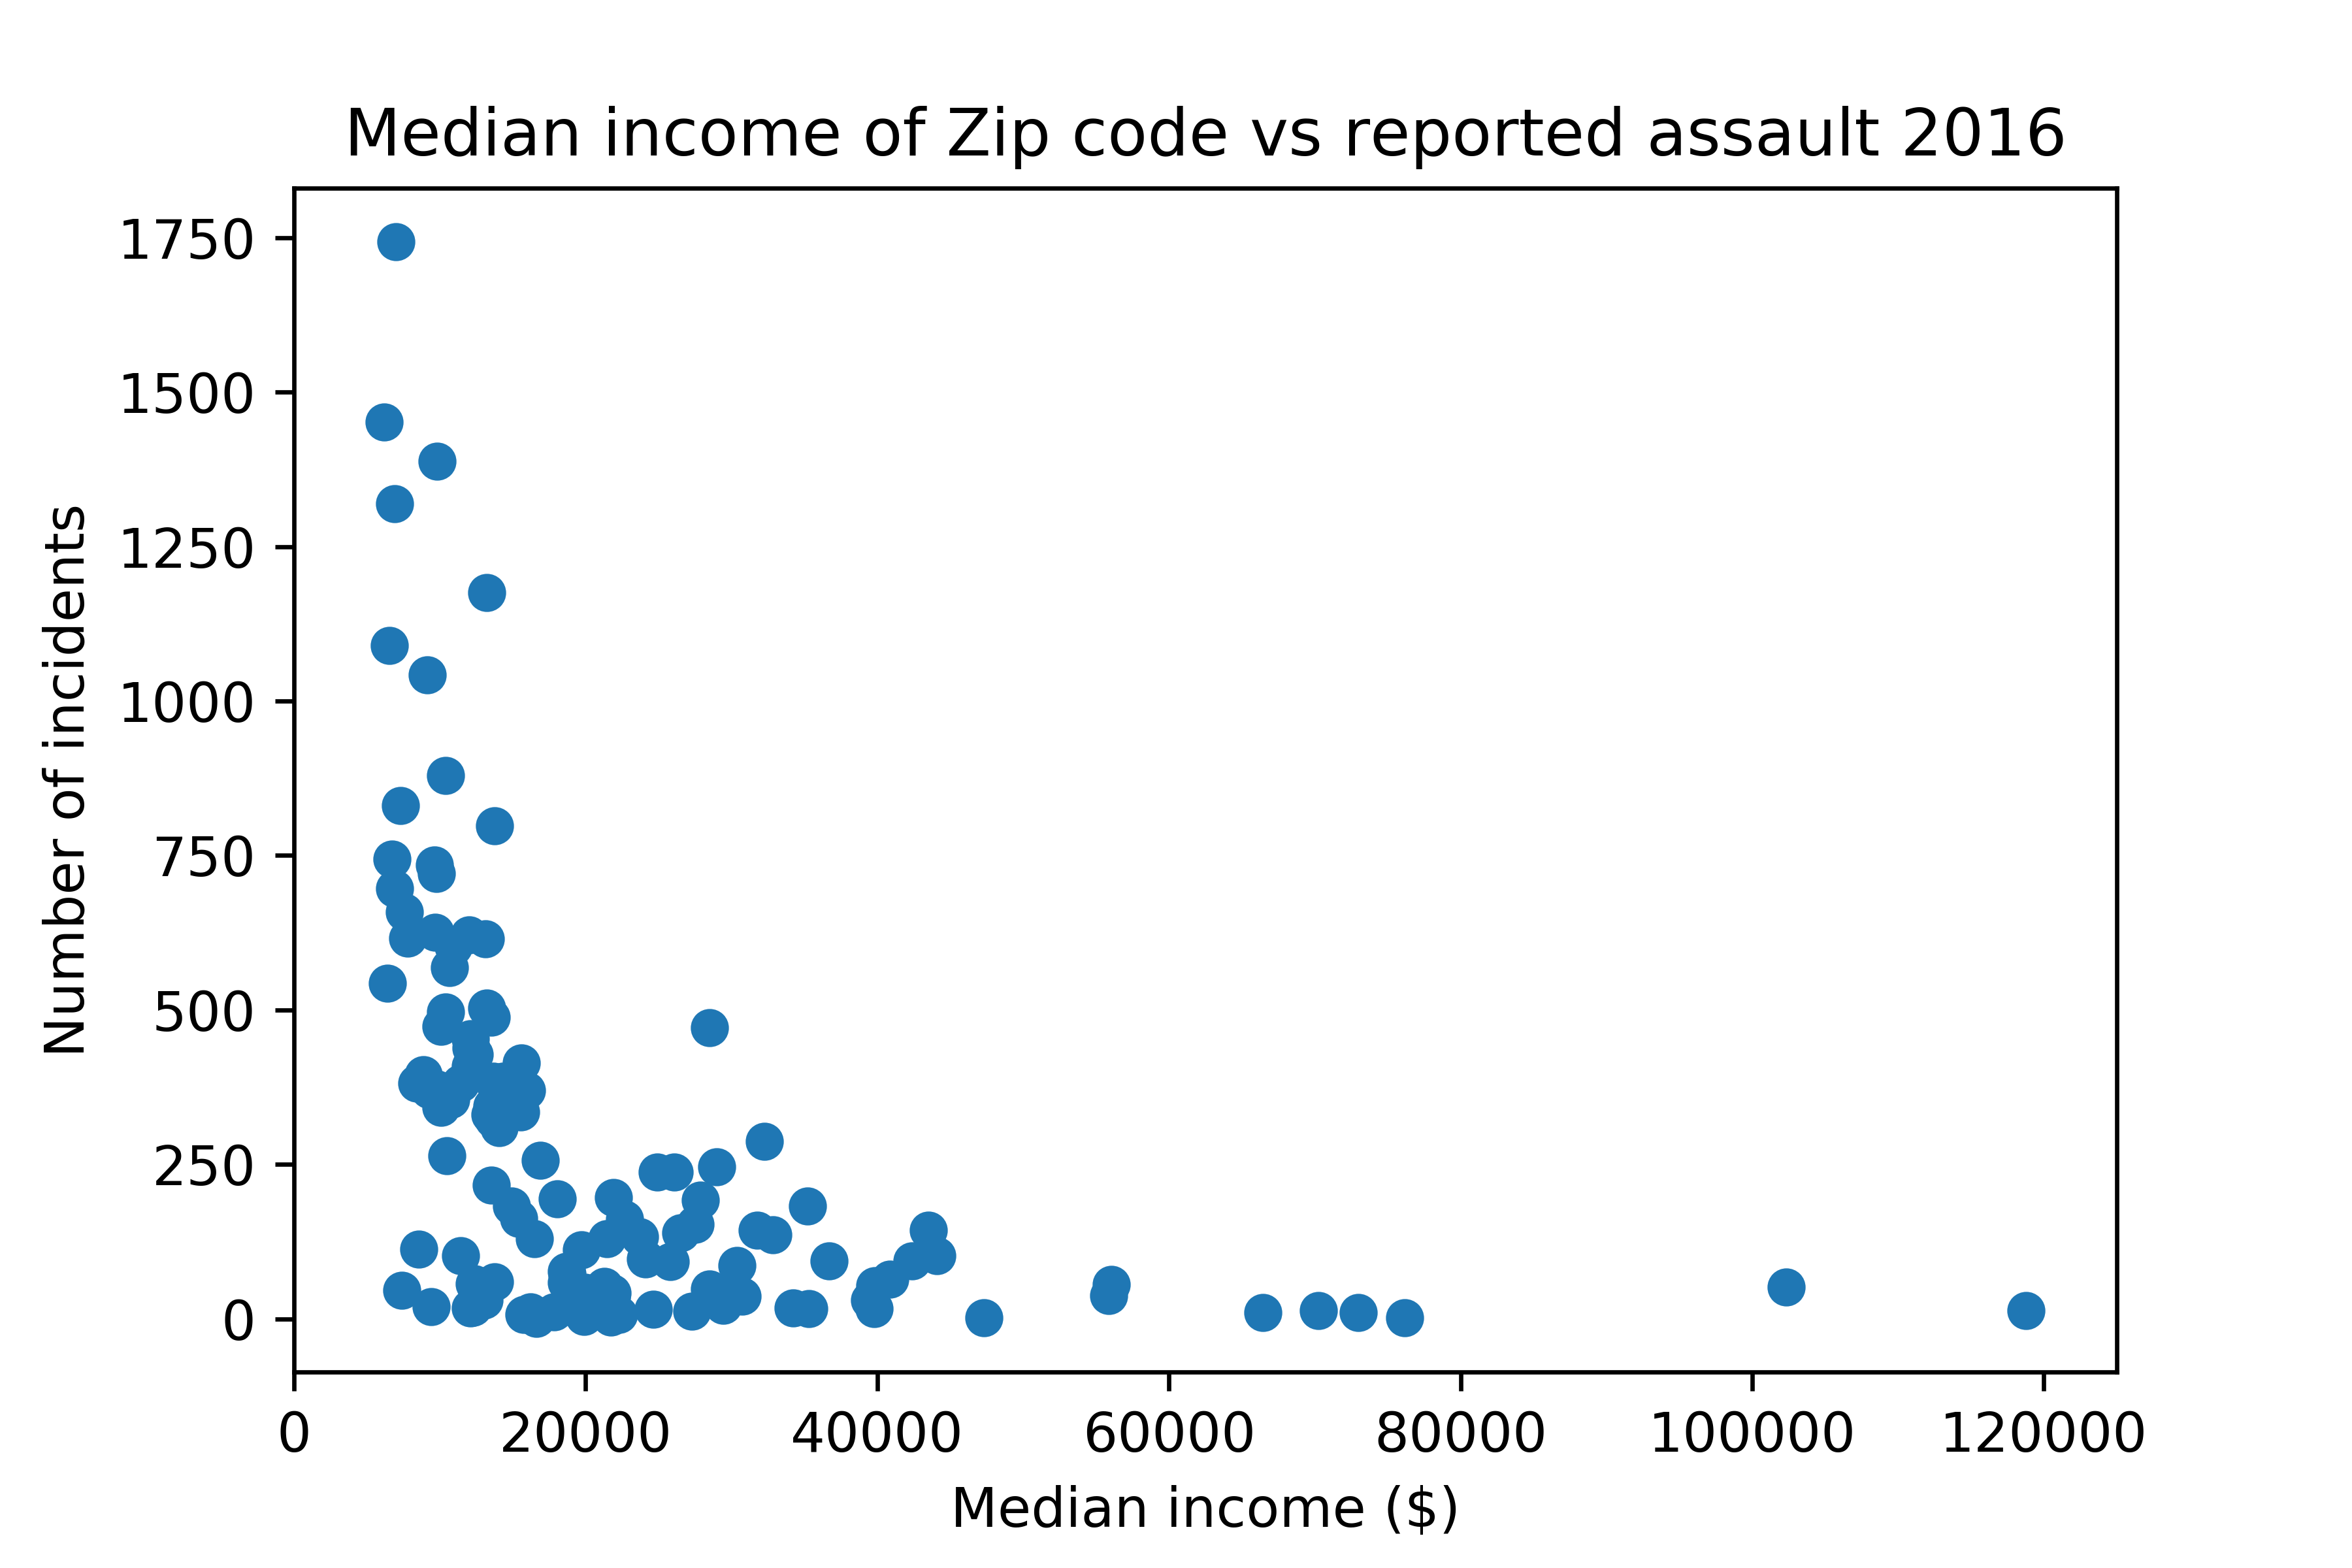 Median income of Zip code vs reported assault 2016
1750
1500
1250
1000
750
500
250
0
Number of incidents
0 20000 40000 60000 80000 100000 120000
Median income ($)